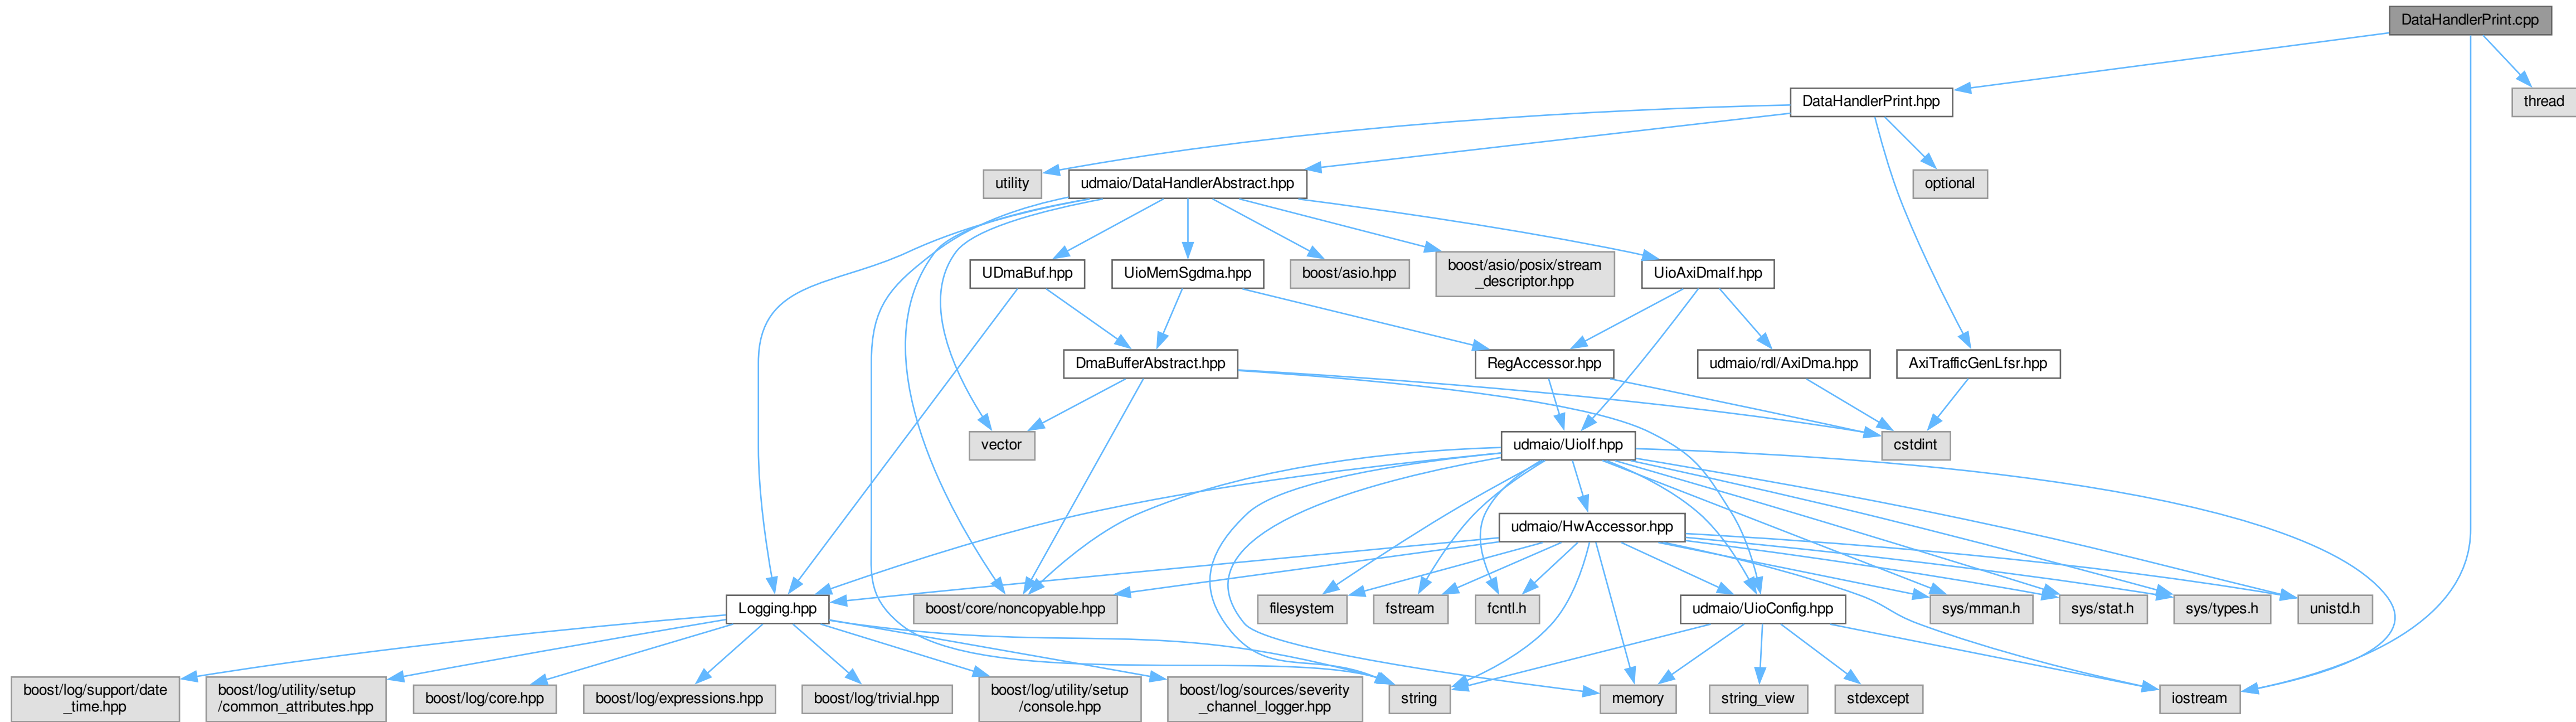 DataHandlerPrint.cpp
DataHandlerPrint.hpp
thread
utility
udmaio/DataHandlerAbstract.hpp
optional
UDmaBuf.hpp
UioMemSgdma.hpp
boost/asio.hpp
boost/asio/posix/stream
_descriptor.hpp
UioAxiDmaIf.hpp
DmaBufferAbstract.hpp
RegAccessor.hpp
udmaio/rdl/AxiDma.hpp
AxiTrafficGenLfsr.hpp
vector
udmaio/UioIf.hpp
cstdint
udmaio/HwAccessor.hpp
Logging.hpp
boost/core/noncopyable.hpp
filesystem
fstream
fcntl.h
udmaio/UioConfig.hpp
sys/mman.h
sys/stat.h
sys/types.h
unistd.h
boost/log/support/date
_time.hpp
boost/log/utility/setup
/common_attributes.hpp
boost/log/core.hpp
boost/log/expressions.hpp
boost/log/trivial.hpp
boost/log/utility/setup
/console.hpp
boost/log/sources/severity
_channel_logger.hpp
string
memory
string_view
stdexcept
iostream